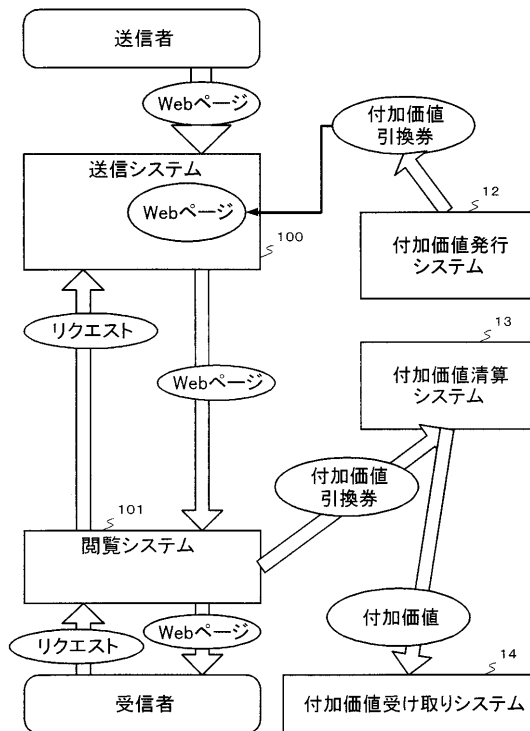 送信者
Webページ
付加価値
引換券
送信システム
Webページ
100
12
付加価値発行
システム
リクエスト
13
Webページ
付加価値清算
システム
付加価値
引換券
101
閲覧システム
付加価値
リクエスト
Webページ
14
受信者
付加価値受け取りシステム